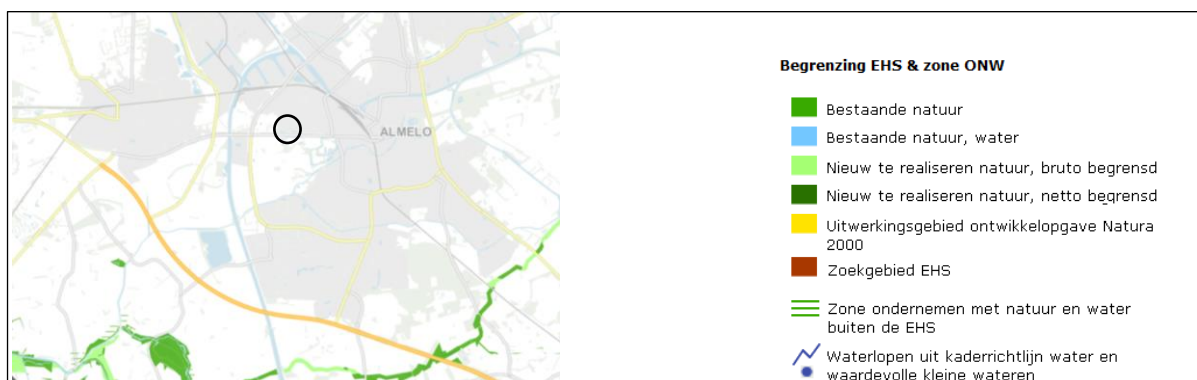 ALMELO
Begrenzing EHS & zone ONW
Bestaande natuur
Bestaande natuur, water
Nieuw te realiseren natuur, bruto begrensd
Nieuw te realiseren natuur, netto begrensd
Uitwerkingsgebied ontwikkelopgave Natura
2000
Zoekgebied EHS
Zone ondernemen met natuur en water
buiten de EHS
Waterlopen uit kaderrichtlijn water en
waardevolle kleine wateren